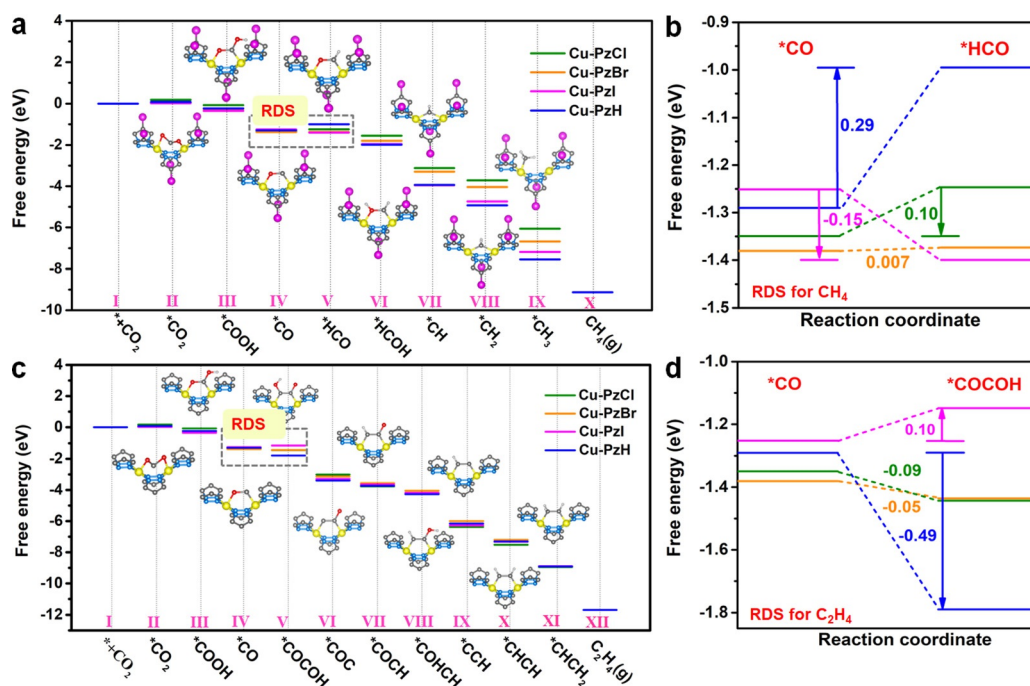 a
4
2
0
-2
-4
-6
-8
-10
Free energy (eV)
RDS
Cu-PzCl
Cu-PzBr
Cu-PzI
Cu-PzH
I II III IV V VI VII VIII IX X
*+CO₂
*CO₂
*COOH
*CO
*HCO
*HCOH
*CH
*CH₂
*CH₃
CH₄(g)
b
-0.9
-1.0
-1.1
-1.2
-1.3
-1.4
-1.5
Free energy (eV)
*CO *HCO
0.29
-0.15
0.10
0.007
RDS for CH₄
Reaction coordinate
c
4
2
0
-2
-4
-6
-8
-10
-12
Free energy (eV)
RDS
Cu-PzCl
Cu-PzBr
Cu-PzI
Cu-PzH
I II III IV V VI VII VIII IX X XI XII
*+CO₂
*CO₂
*COOH
*CO
*COCOH
*COC
*COCH
*COHCH
*CCH
*CHCH
*CHCH₂
C₂H₄(g)
d
-1.0
-1.2
-1.4
-1.6
-1.8
Free energy (eV)
*CO *COCOH
0.10
-0.09
-0.05
-0.49
RDS for C₂H₄
Reaction coordinate